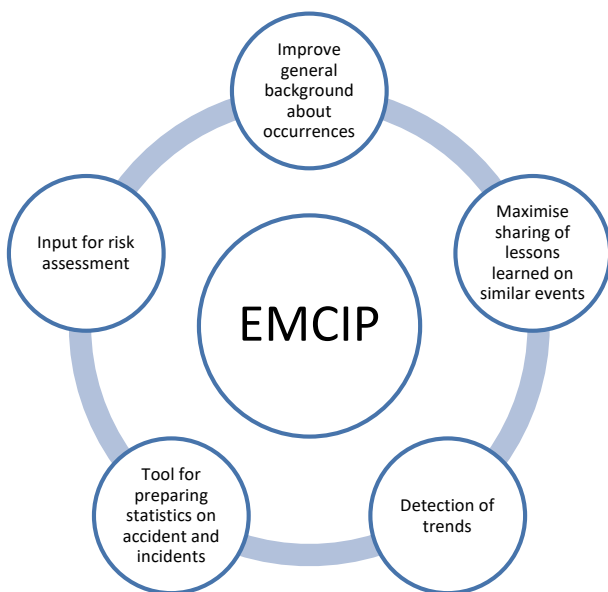 Improve
general
background
about
occurrences
Maximise
sharing of
lessons
learned on
similar events
Detection of
trends
Tool for
preparing
statistics on
accident and
incidents
Input for risk
assessment
EMCIP